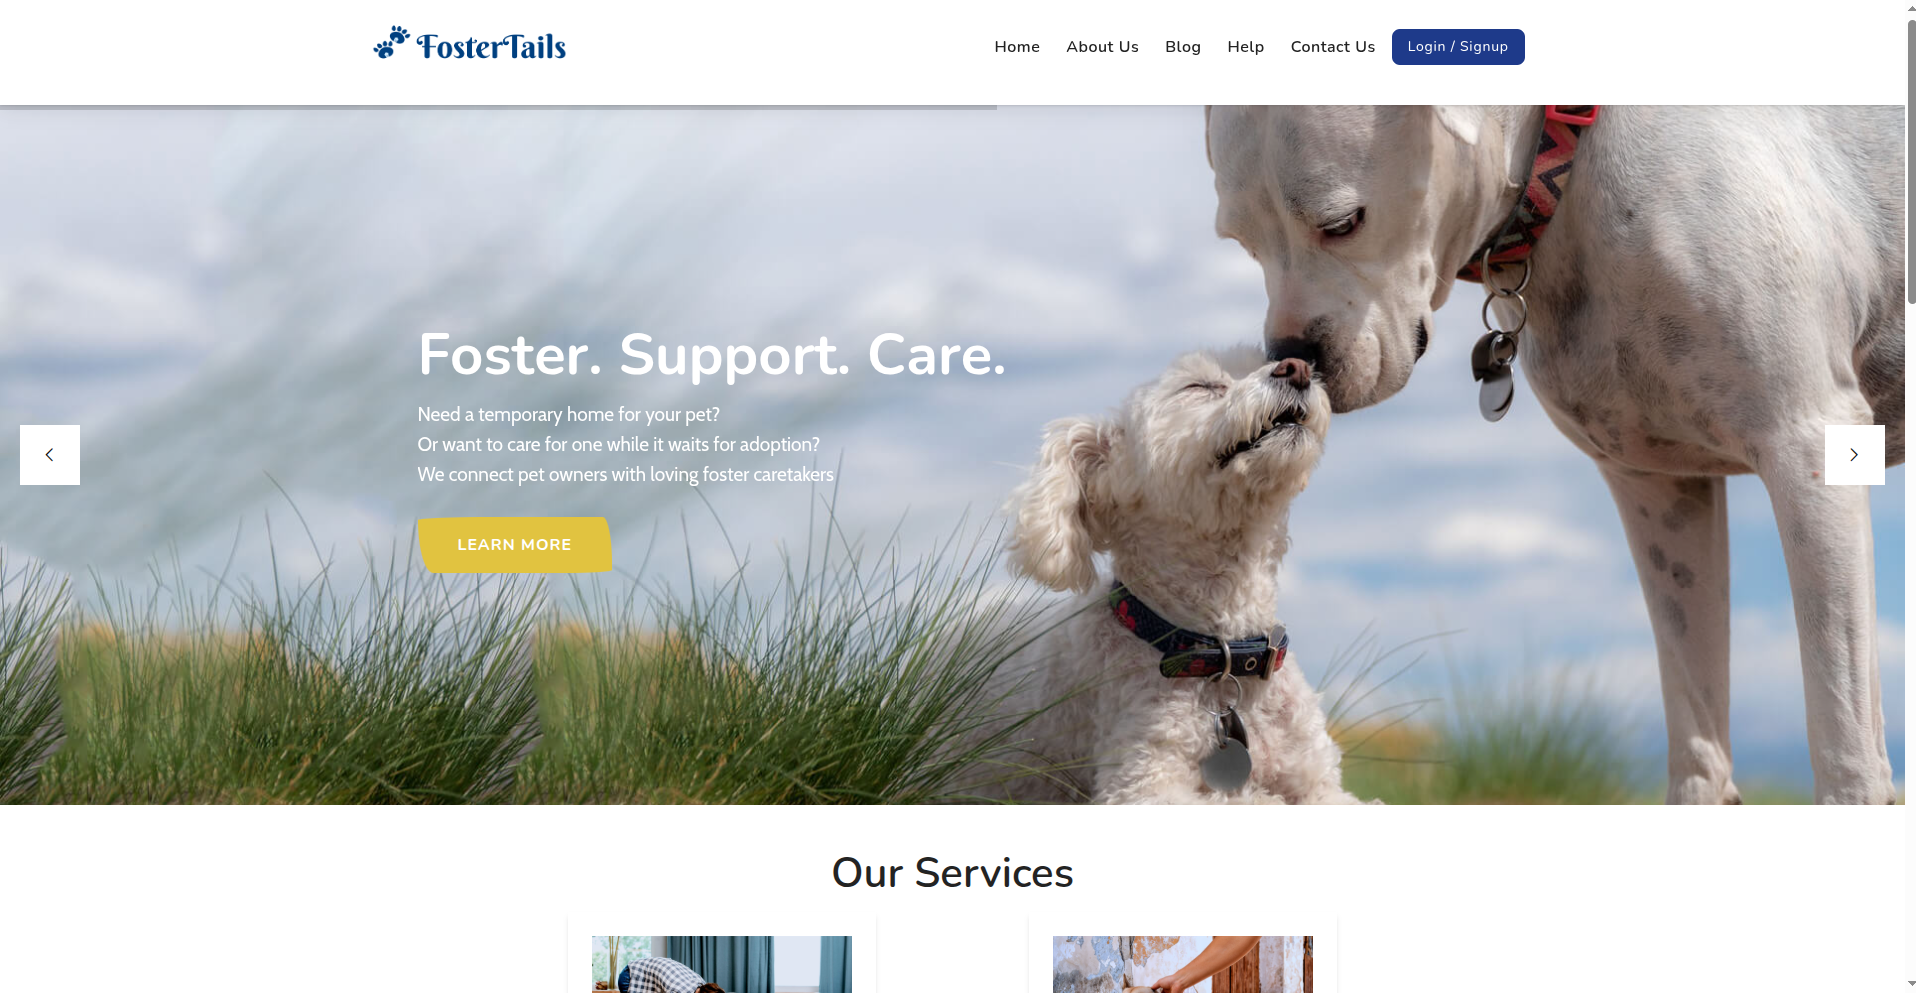 FosterTails
Home About Us Blog Help Contact Us Login / Signup
Foster. Support. Care.
Need a temporary home for your pet?
Or want to care for one while it waits for adoption?
We connect pet owners with loving foster caretakers
LEARN MORE
Our Services